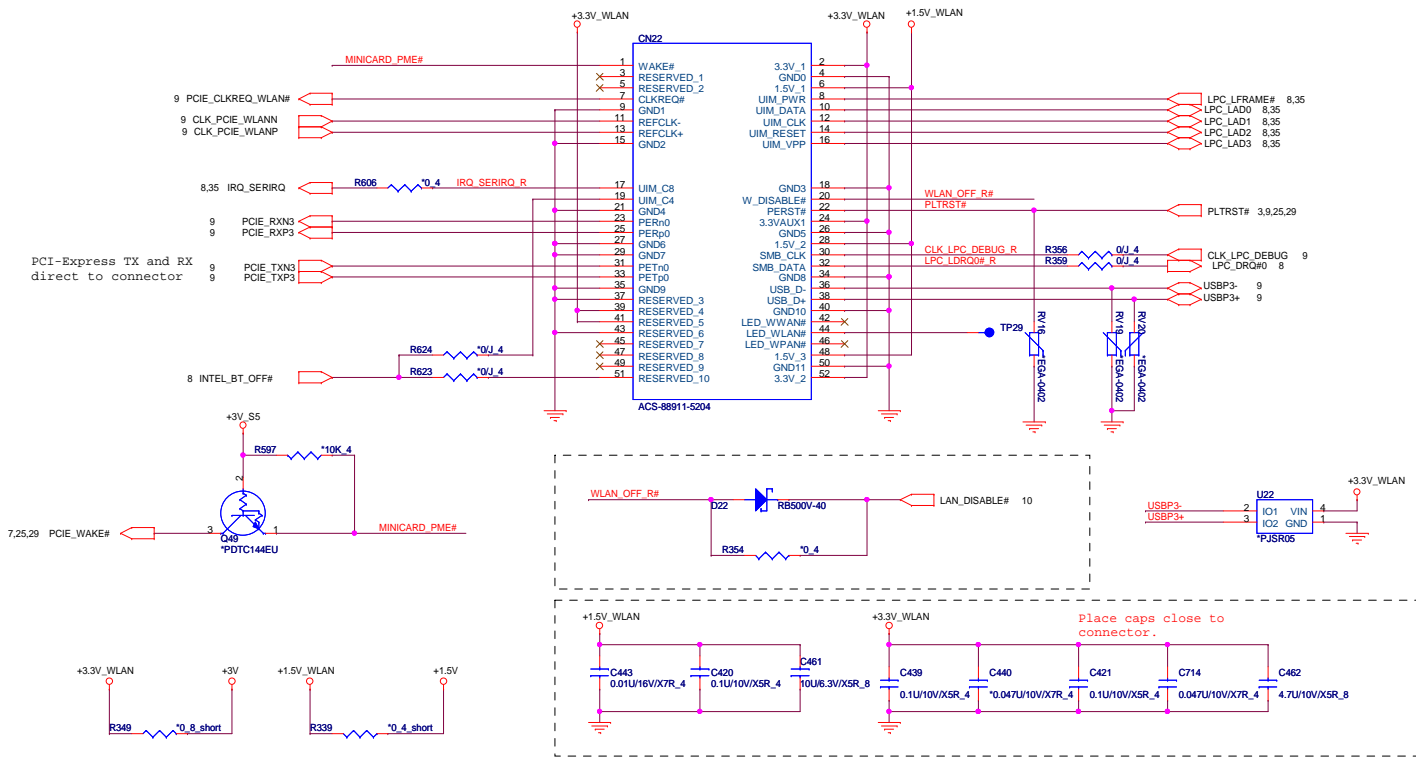 +3.3V_WLAN
+3.3V_WLAN
+1.5V_WLAN
CN22
MINICARD_PME#
1 WAKE# 3.3V_1 2
3 RESERVED_1 GND0 4
5 RESERVED_2 1.5V_1 6
9 PCIE_CLKREQ_WLAN# 7 CLKREQ# UIM_PWR 8 LPC_LFRAME# 8,35
9 GND1 UIM_DATA 10 LPC_LAD0 8,35
9 CLK_PCIE_WLANN 11 REFCLK- UIM_CLK 12 LPC_LAD1 8,35
9 CLK_PCIE_WLANP 13 REFCLK+ UIM_RESET 14 LPC_LAD2 8,35
15 GND2 UIM_VPP 16 LPC_LAD3 8,35
8,35 IRQ_SERIRQ R606 *0_4 IRQ_SERIRQ_R 17 UIM_C8 GND3 18
19 UIM_C4 W_DISABLE# 20 WLAN_OFF_R#
21 GND4 PERST# 22 PLTRST# PLTRST# 3,9,25,29
9 PCIE_RXN3 23 PERn0 3.3VAUX1 24
9 PCIE_RXP3 25 PERp0 GND5 26
27 GND6 1.5V_2 28
29 GND7 SMB_CLK 30 CLK_LPC_DEBUG_R R356 0/J_4 CLK_LPC_DEBUG 9
PCI-Express TX and RX
direct to connector
9 PCIE_TXN3 31 PETn0 SMB_DATA 32 LPC_LDRQ0#_R R359 0/J_4 LPC_DRQ#0 8
9 PCIE_TXP3 33 PETp0 GND8 34
35 GND9 USB_D- 36 USBP3- 9
37 RESERVED_3 USB_D+ 38 USBP3+ 9
39 RESERVED_4 GND10 40
41 RESERVED_5 LED_WWAN# 42
43 RESERVED_6 LED_WLAN# 44 TP29
45 RESERVED_7 LED_WPAN# 46
R624 *0/J_4 47 RESERVED_8 1.5V_3 48
49 RESERVED_9 GND11 50
8 INTEL_BT_OFF# R623 *0/J_4 51 RESERVED_10 3.3V_2 52
ACS-88911-5204
RV16
*EGA-0402
RV19
*EGA-0402
RV20
*EGA-0402
+3V_S5
R597 *10K_4
2
7,25,29 PCIE_WAKE# 3 1 MINICARD_PME#
Q49
*PDTC144EU
WLAN_OFF_R# D22 RB500V-40 LAN_DISABLE# 10
R354 *0_4
+3.3V_WLAN
U22
USBP3- 2 IO1 VIN 4
USBP3+ 3 IO2 GND 1
*PJSR05
+1.5V_WLAN
C443
0.01U/16V/X7R_4
C420
0.1U/10V/X5R_4
C461
10U/6.3V/X5R_8
+3.3V_WLAN
Place caps close to
connector.
C439
0.1U/10V/X5R_4
C440
*0.047U/10V/X7R_4
C421
0.1U/10V/X5R_4
C714
0.047U/10V/X7R_4
C462
4.7U/10V/X5R_8
+3.3V_WLAN +3V
R349 *0_8_short
+1.5V_WLAN +1.5V
R339 *0_4_short